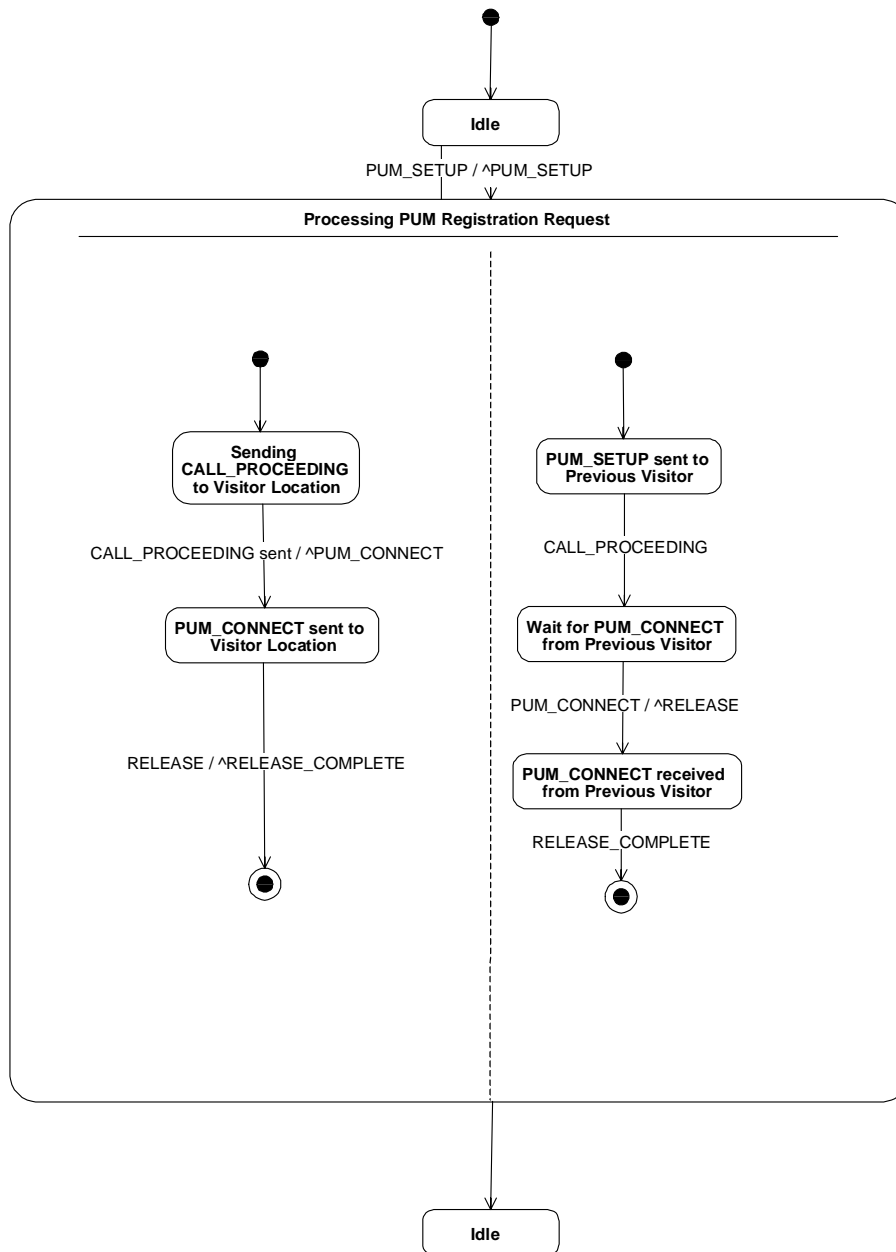 Idle
PUM_SETUP / ^PUM_SETUP
Processing PUM Registration Request
Sending
CALL_PROCEEDING
to Visitor Location
CALL_PROCEEDING sent / ^PUM_CONNECT
PUM_CONNECT sent to
Visitor Location
RELEASE / ^RELEASE_COMPLETE
PUM_SETUP sent to
Previous Visitor
CALL_PROCEEDING
Wait for PUM_CONNECT
from Previous Visitor
PUM_CONNECT / ^RELEASE
PUM_CONNECT received
from Previous Visitor
RELEASE_COMPLETE
Idle